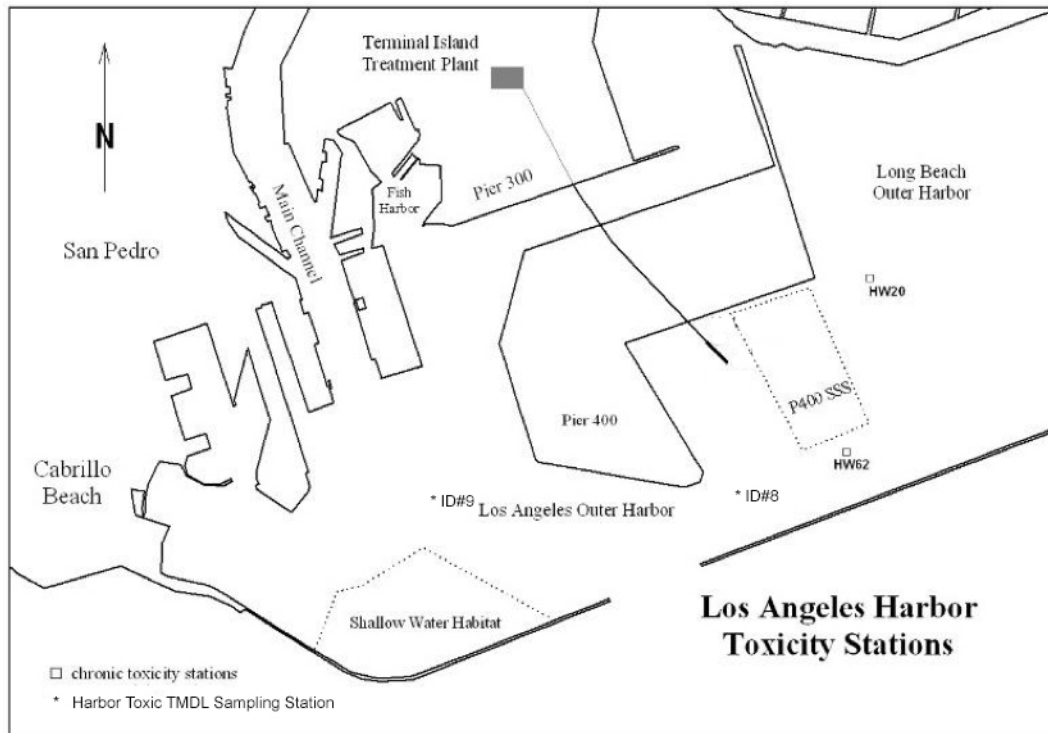 Terminal Island
Treatment Plant
N
Pier 300
Long Beach
Outer Harbor
Fish
Harbor
Main Channel
San Pedro
HW20
P400 SSS
Pier 400
HW62
Cabrillo
Beach
* ID#9
* ID#8
Los Angeles Outer Harbor
Los Angeles Harbor
Toxicity Stations
Shallow Water Habitat
chronic toxicity stations
* Harbor Toxic TMDL Sampling Station